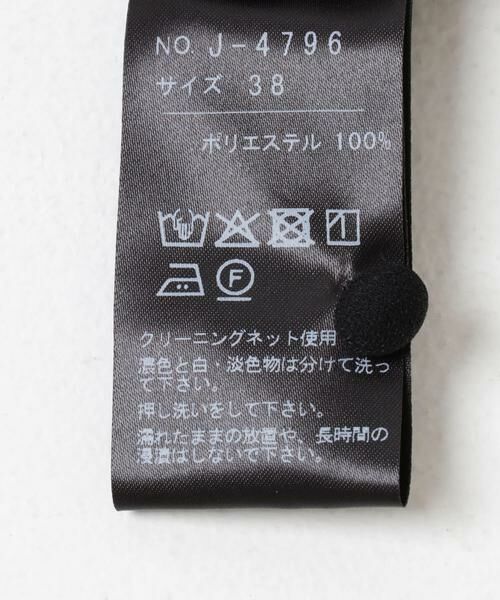 NO. J-4796
サイズ 38
ポリエステル 100%
F
クリーニングネット使用
濃色と白・淡色物は分けて洗っ
て下さい。
押し洗いをして下さい。
濡れたままの放置や、長時間の
浸漬はしないで下さい。